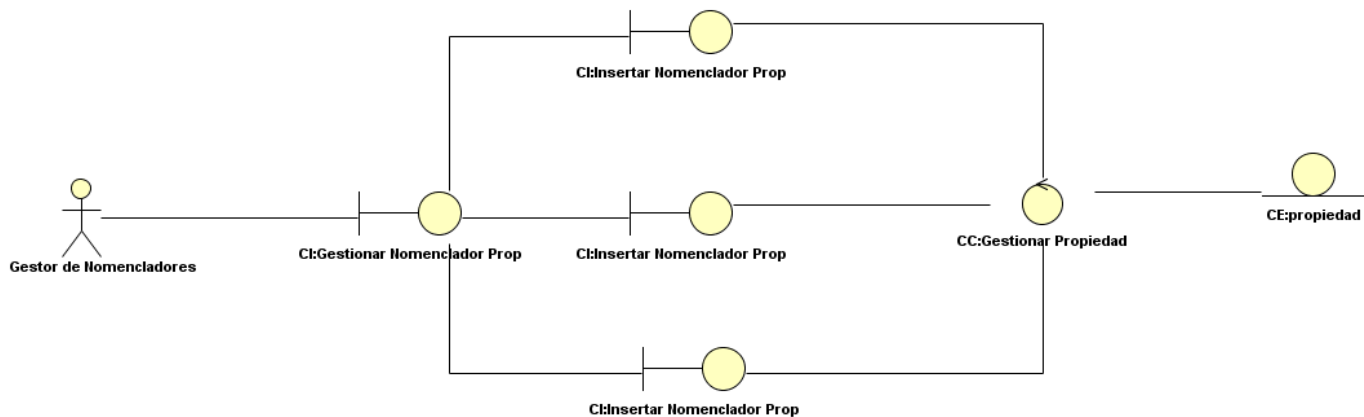 CI:Insertar Nomenclador Prop
Gestor de Nomencladores
CI:Gestionar Nomenclador Prop
CI:Insertar Nomenclador Prop
CC:Gestionar Propiedad
CE:propiedad
CI:Insertar Nomenclador Prop